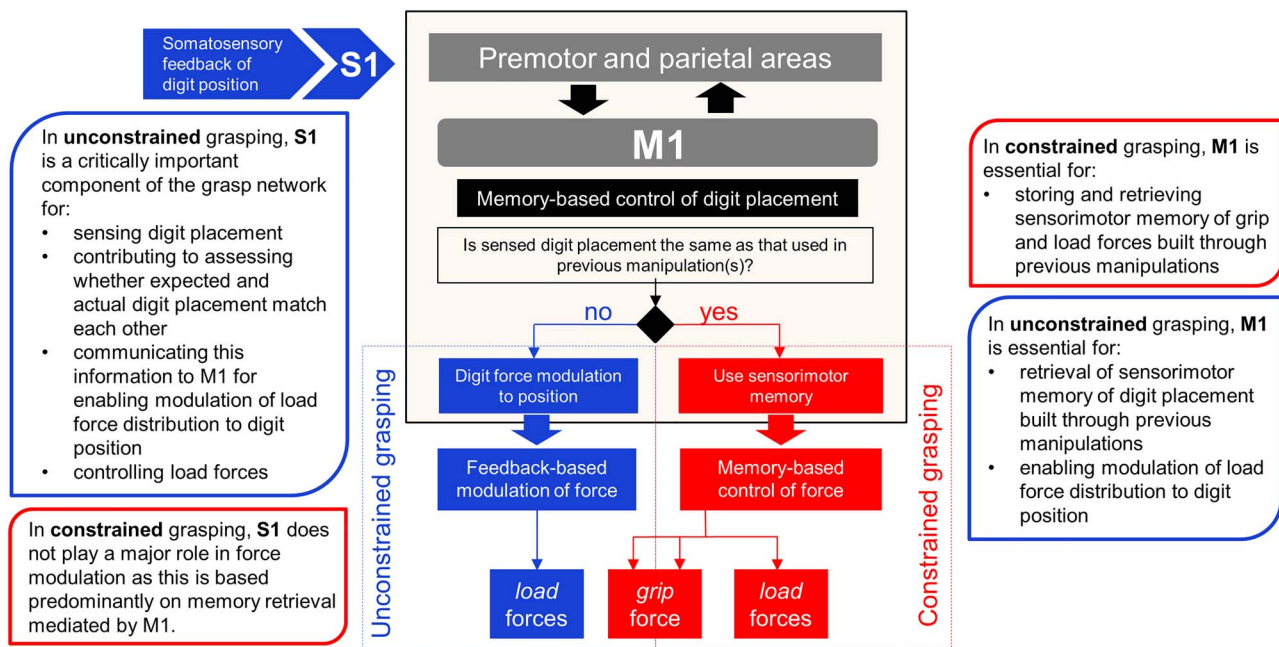 Somatosensory
feedback of
digit position
S1
Premotor and parietal areas
M1
Memory-based control of digit placement
Is sensed digit placement the same as that used in
previous manipulation(s)?
no
yes
Digit force modulation
to position
Use sensorimotor
memory
Feedback-based
modulation of force
Memory-based
control of force
load
forces
grip
force
load
forces
Unconstrained grasping
Constrained grasping
In unconstrained grasping, S1
is a critically important
component of the grasp network
for:
• sensing digit placement
• contributing to assessing
whether expected and
actual digit placement match
each other
• communicating this
information to M1 for
enabling modulation of load
force distribution to digit
position
• controlling load forces
In constrained grasping, S1 does
not play a major role in force
modulation as this is based
predominantly on memory retrieval
mediated by M1.
In constrained grasping, M1 is
essential for:
• storing and retrieving
sensorimotor memory of grip
and load forces built through
previous manipulations
In unconstrained grasping, M1
is essential for:
• retrieval of sensorimotor
memory of digit placement
built through previous
manipulations
• enabling modulation of load
force distribution to digit
position